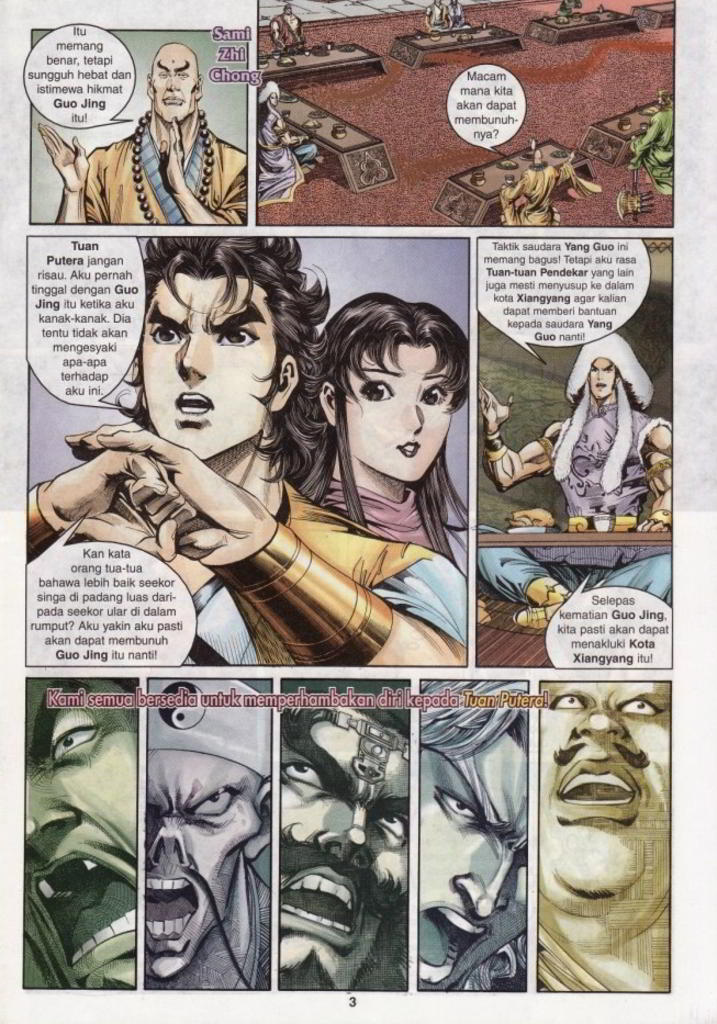 Itu
memang
benar, tetapi
sungguh hebat dan
istimewa hikmat
Guo Jing
itu!
Sami
Zhi
Chong
Macam
mana kita
akan dapat
membunuh-
nya?
Tuan
Putera jangan
risau. Aku pernah
tinggal dengan Guo
Jing itu ketika aku
kanak-kanak. Dia
tentu tidak akan
mengesyaki
apa-apa
terhadap
aku ini.
Kan kata
orang tua-tua
bahawa lebih baik seekor
singa di padang luas dari-
pada seekor ular di dalam
rumput? Aku yakin aku pasti
akan dapat membunuh
Guo Jing itu nanti!
Taktik saudara Yang Guo ini
memang bagus! Tetapi aku rasa
Tuan-tuan Pendekar yang lain
juga mesti menyusup ke dalam
kota Xiangyang agar kalian
dapat memberi bantuan
kepada saudara Yang
Guo nanti!
Selepas
kematian Guo Jing,
kita pasti akan dapat
menakluki Kota
Xiangyang itu!
Kami semua bersedia untuk memperhambakan diri kepada Tuan Putera!
3